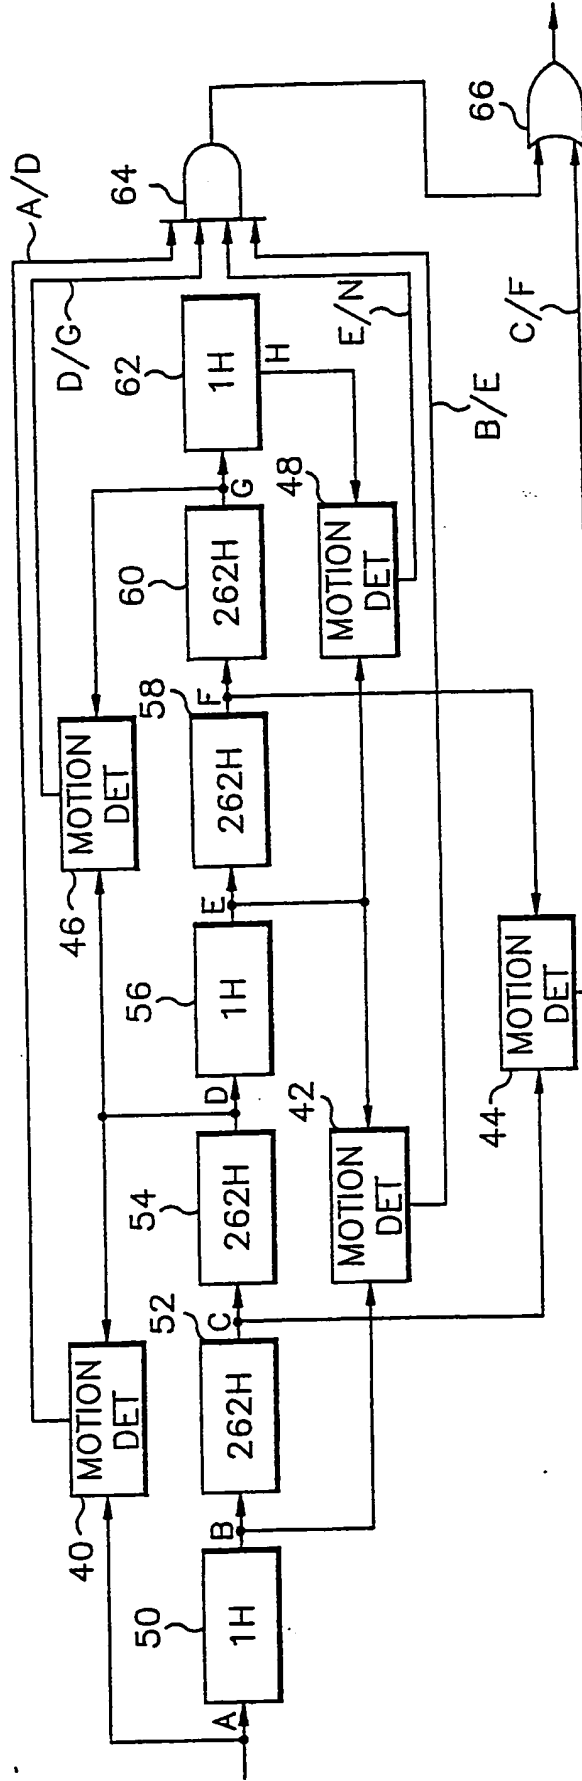 A/D
D/G
64
66
62
1H
H
E/N
C/F
B/E
G
48
MOTION
DET
60
262H
F
58
262H
46
MOTION
DET
E
56
1H
D
42
MOTION
DET
44
MOTION
DET
54
262H
C
52
262H
40
MOTION
DET
B
50
1H
A